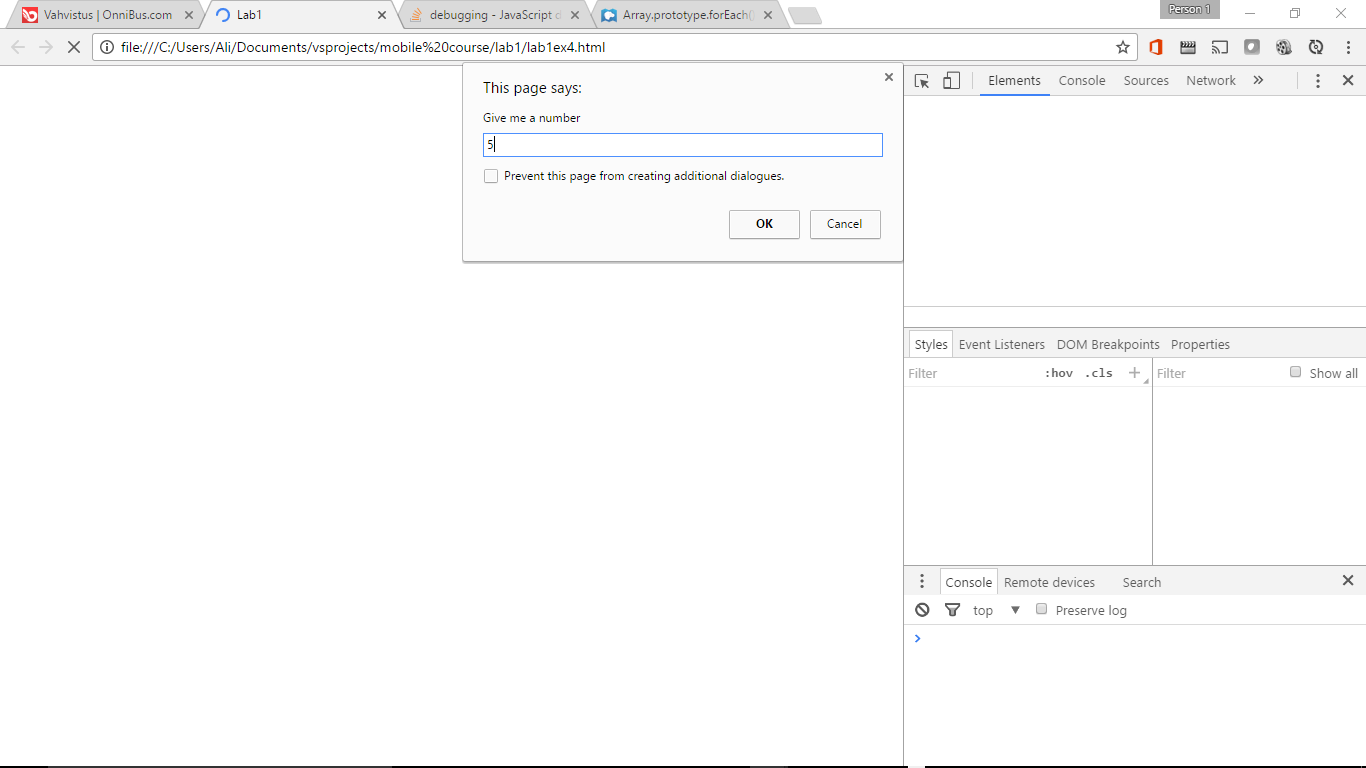 Person 1
Vahvistus | OnniBus.com
Lab1
debugging - JavaScript d
Array.prototype.forEach()
file:///C:/Users/Ali/Documents/vsprojects/mobile%20course/lab1/lab1ex4.html
This page says:
Give me a number
5
Prevent this page from creating additional dialogues.
OK Cancel
Elements Console Sources Network »
Styles Event Listeners DOM Breakpoints Properties
Filter :hov .cls + Filter Show all
Console Remote devices Search
top ▼ Preserve log
>